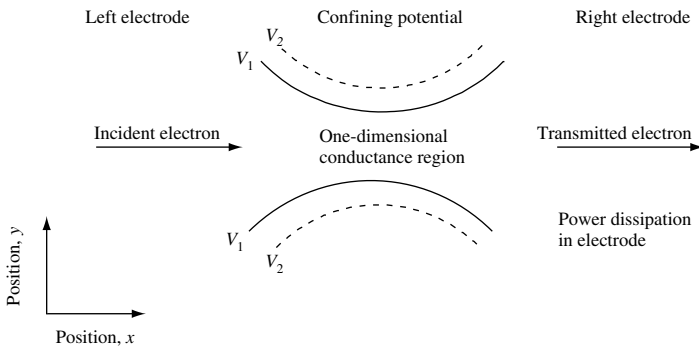 Left electrode
Confining potential
Right electrode
V2
V1
Incident electron
One-dimensional
conductance region
Transmitted electron
V1
V2
Power dissipation
in electrode
Position, y
Position, x